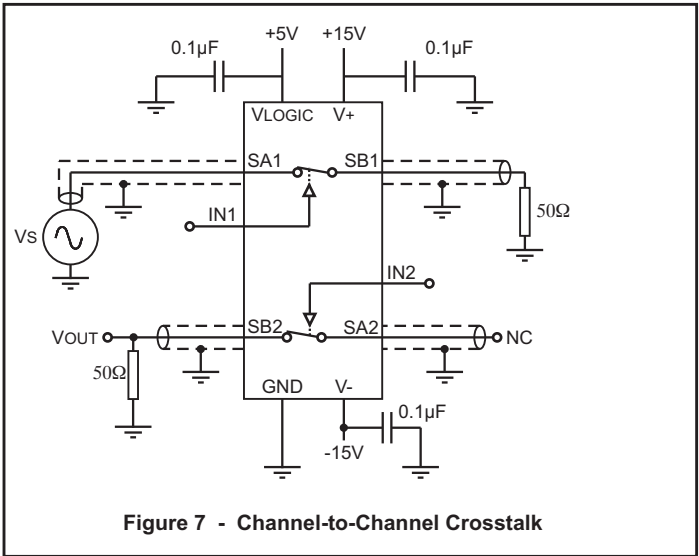 +5V +15V
0.1µF 0.1µF
VLOGIC V+
SA1 SB1
IN1
50Ω
VS
IN2
VOUT SB2 SA2 NC
50Ω
GND V-
0.1µF
-15V
Figure 7 - Channel-to-Channel Crosstalk